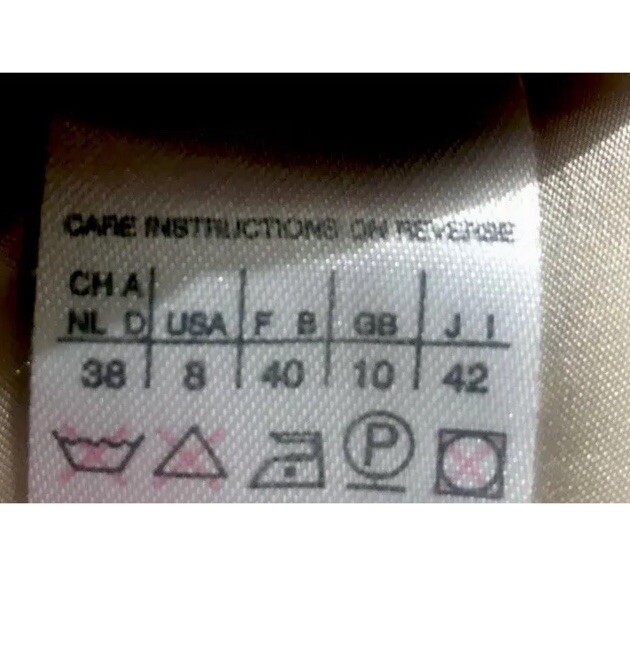 CARE INSTRUCTIONS ON REVERSE
CH A
NL D USA F B GB J I
38 8 40 10 42
P